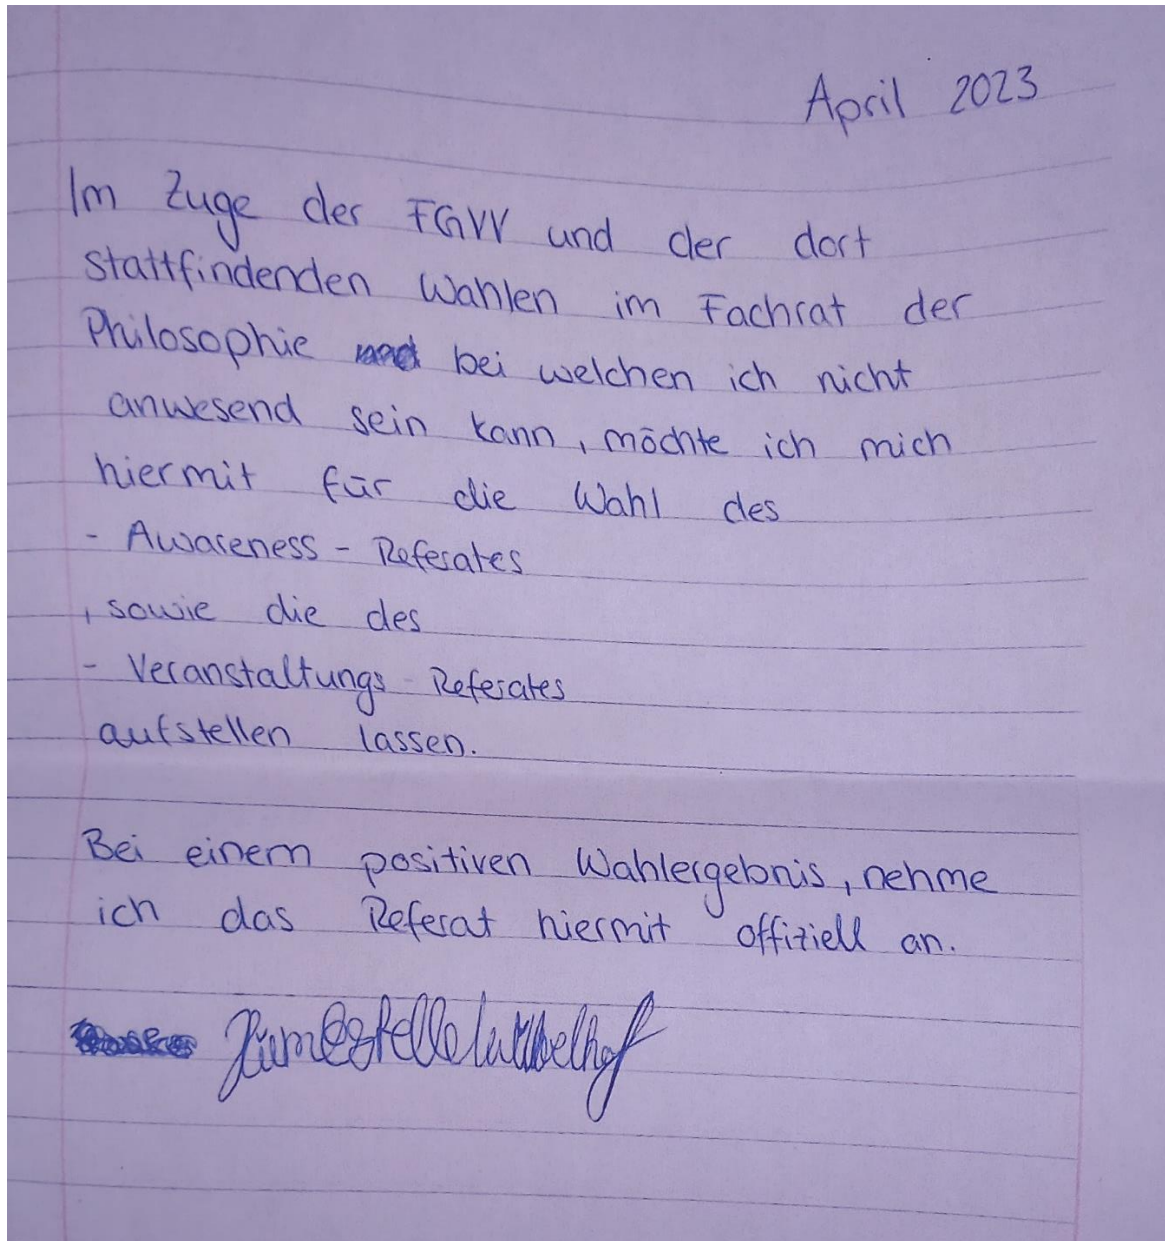 April 2023
Im Zuge der FGVV und der dort
stattfindenden Wahlen im Fachrat der
Philosophie bei welchen ich nicht
anwesend sein kann, möchte ich mich
hiermit für die Wahl des
- Awareness - Referates
, sowie die des
- Veranstaltungs - Referates
aufstellen lassen.
Bei einem positiven Wahlergebnis, nehme
ich das Referat hiermit offiziell an.